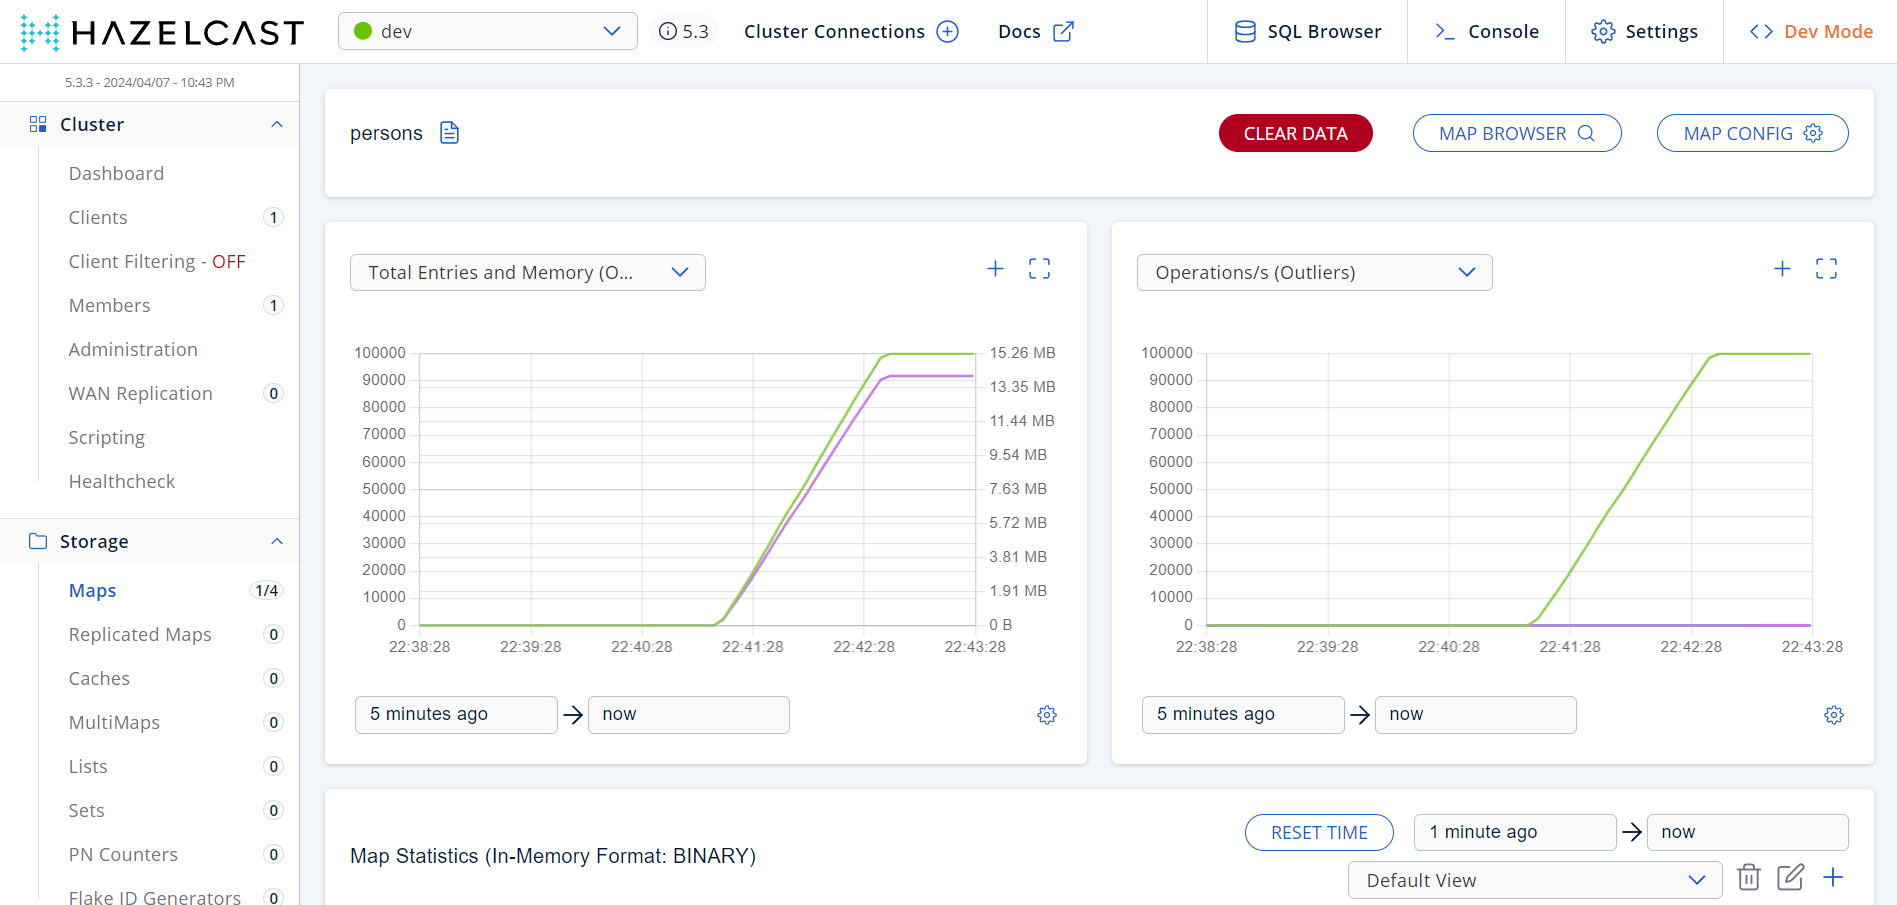 HAZELCAST
dev
5.3
Cluster Connections
Docs
SQL Browser
Console
Settings
Dev Mode
5.3.3 - 2024/04/07 - 10:43 PM
Cluster
Dashboard
Clients 1
Client Filtering - OFF
Members 1
Administration
WAN Replication 0
Scripting
Healthcheck
Storage
Maps 1/4
Replicated Maps 0
Caches 0
MultiMaps 0
Lists 0
Sets 0
PN Counters 0
Flake ID Generators 0
persons
CLEAR DATA
MAP BROWSER
MAP CONFIG
Total Entries and Memory (O...
100000
90000
80000
70000
60000
50000
40000
30000
20000
10000
0
15.26 MB
13.35 MB
11.44 MB
9.54 MB
7.63 MB
5.72 MB
3.81 MB
1.91 MB
0 B
22:38:28 22:39:28 22:40:28 22:41:28 22:42:28 22:43:28
5 minutes ago
now
Operations/s (Outliers)
100000
90000
80000
70000
60000
50000
40000
30000
20000
10000
0
22:38:28 22:39:28 22:40:28 22:41:28 22:42:28 22:43:28
5 minutes ago
now
Map Statistics (In-Memory Format: BINARY)
RESET TIME
1 minute ago
now
Default View